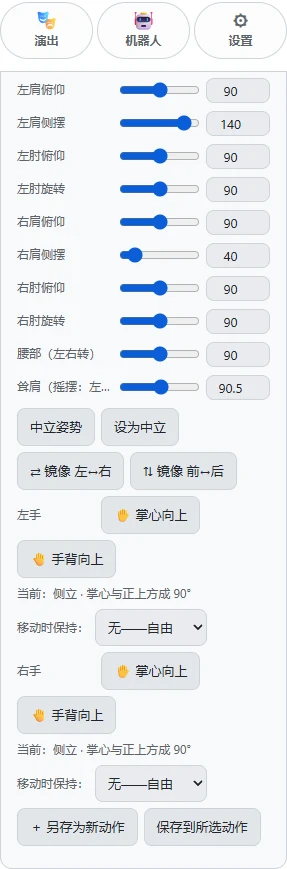 演出 机器人 设置
左肩俯仰 90
左肩侧摆 140
左肘俯仰 90
左肘旋转 90
右肩俯仰 90
右肩侧摆 40
右肘俯仰 90
右肘旋转 90
腰部（左右转） 90
耸肩（摇摆：左... 90.5
中立姿势 设为中立
⇄ 镜像 左↔右 ⇅ 镜像 前↔后
左手 掌心向上
手背向上
当前：侧立 · 掌心与正上方成 90°
移动时保持： 无——自由
右手 掌心向上
手背向上
当前：侧立 · 掌心与正上方成 90°
移动时保持： 无——自由
+ 另存为新动作 保存到所选动作